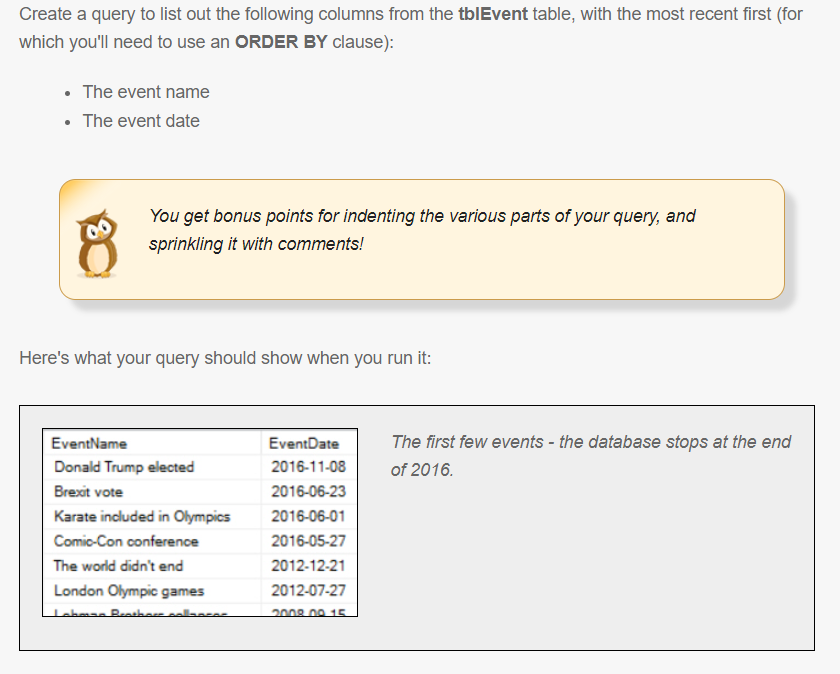 Create a query to list out the following columns from the tblEvent table, with the most recent first (for
which you'll need to use an ORDER BY clause):
The event name
The event date
You get bonus points for indenting the various parts of your query, and
sprinkling it with comments!
Here's what your query should show when you run it:
EventName EventDate
Donald Trump elected 2016-11-08
Brexit vote 2016-06-23
Karate included in Olympics 2016-06-01
Comic-Con conference 2016-05-27
The world didn't end 2012-12-21
London Olympic games 2012-07-27
Lehman Brothers collapses 2008-09-15
The first few events - the database stops at the end
of 2016.